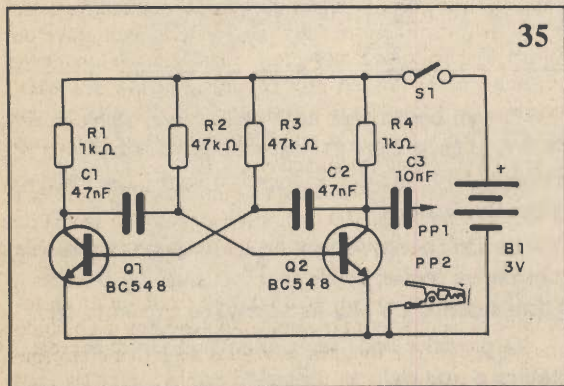 35
S1
R1
1kΩ
R2
47kΩ
R3
47kΩ
R4
1kΩ
C1
47nF
C2
47nF
C3
10nF
PP1
PP2
+
B1
3V
Q1
BC548
Q2
BC548